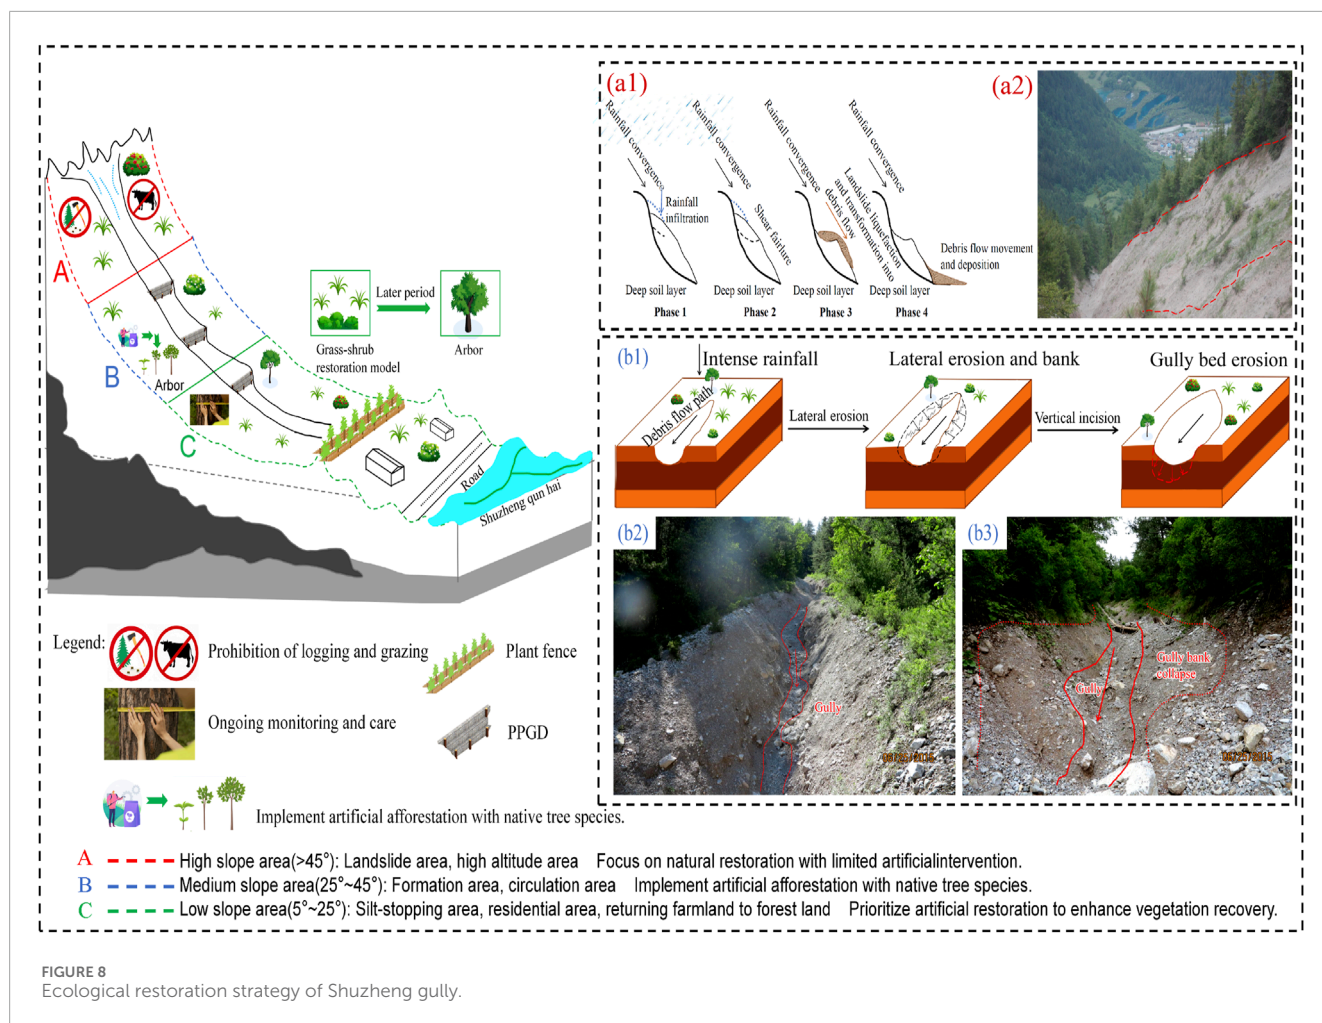 A
B
C
Arbor
Later period
Grass-shrub
restoration model
Arbor
Road
Shuzheng qun hai
(a1)
Rainfall convergence
Rainfall
infiltration
Deep soil layer
Phase 1
Rainfall convergence
Shear fairlure
Deep soil layer
Phase 2
Rainfall convergence
Landslide liquefaction
and transformation into
debris flow
Deep soil layer
Phase 3
Rainfall convergence
Debris flow movement
and deposition
Deep soil layer
Phase 4
(a2)
(b1)
Intense rainfall
Debris flow path
Lateral erosion
Lateral erosion and bank
Vertical incision
Gully bed erosion
(b2)
Gully
08/25/2015
(b3)
Gully
Gully bank
collapse
08/25/2015
Legend:
Prohibition of logging and grazing
Plant fence
Ongoing monitoring and care
PPGD
Implement artificial afforestation with native tree species.
A High slope area(>45°): Landslide area, high altitude area Focus on natural restoration with limited artificialintervention.
B Medium slope area(25°~45°): Formation area, circulation area Implement artificial afforestation with native tree species.
C Low slope area(5°~25°): Silt-stopping area, residential area, returning farmland to forest land Prioritize artificial restoration to enhance vegetation recovery.
FIGURE 8
Ecological restoration strategy of Shuzheng gully.